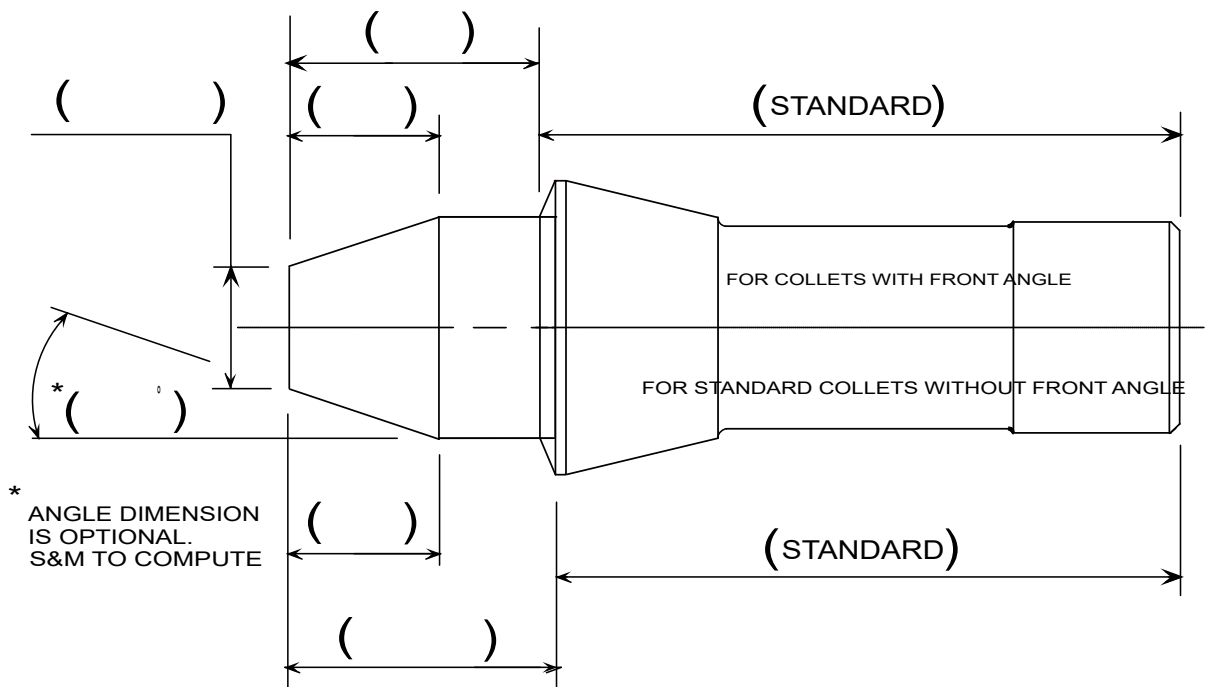 ( )
( )
( )
(STANDARD)
FOR COLLETS WITH FRONT ANGLE
FOR STANDARD COLLETS WITHOUT FRONT ANGLE
*( °)
*
ANGLE DIMENSION
IS OPTIONAL.
S&M TO COMPUTE
( )
(STANDARD)
( )